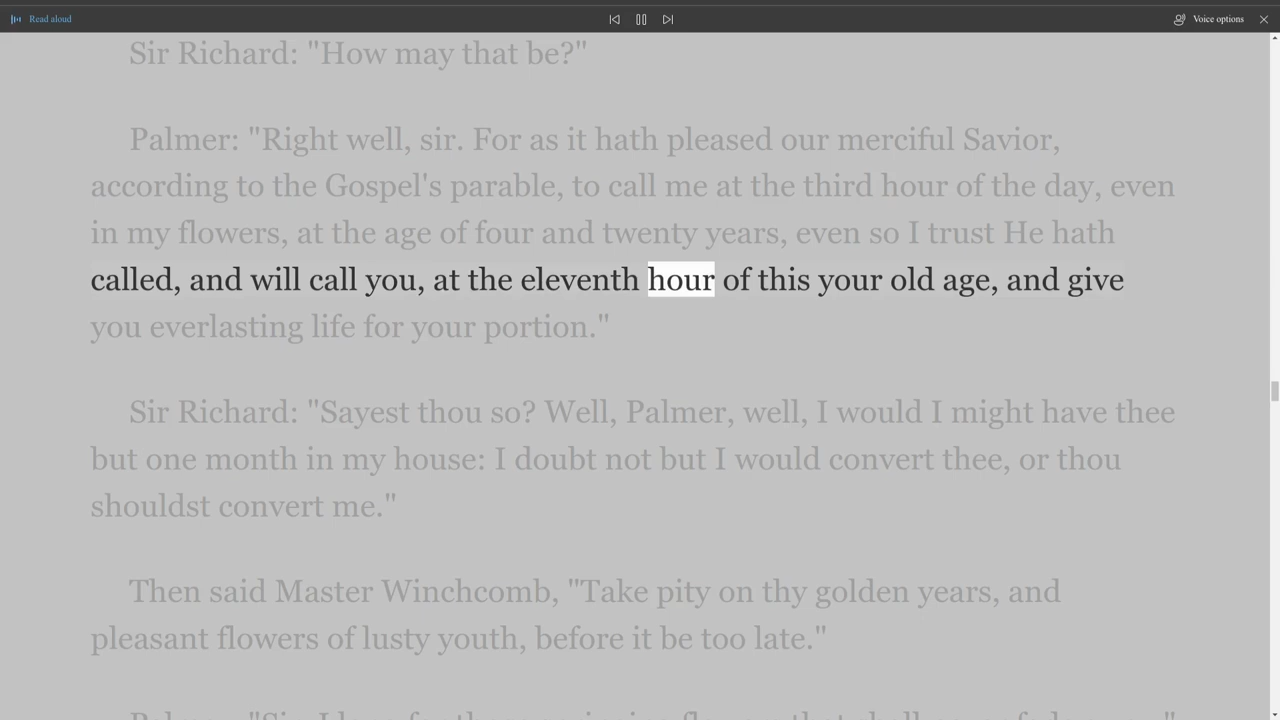 Read aloud
Voice options
Sir Richard: "How may that be?"
Palmer: "Right well, sir. For as it hath pleased our merciful Savior,
according to the Gospel's parable, to call me at the third hour of the day, even
in my flowers, at the age of four and twenty years, even so I trust He hath
called, and will call you, at the eleventh hour of this your old age, and give
you everlasting life for your portion."
Sir Richard: "Sayest thou so? Well, Palmer, well, I would I might have thee
but one month in my house: I doubt not but I would convert thee, or thou
shouldst convert me."
Then said Master Winchcomb, "Take pity on thy golden years, and
pleasant flowers of lusty youth, before it be too late."